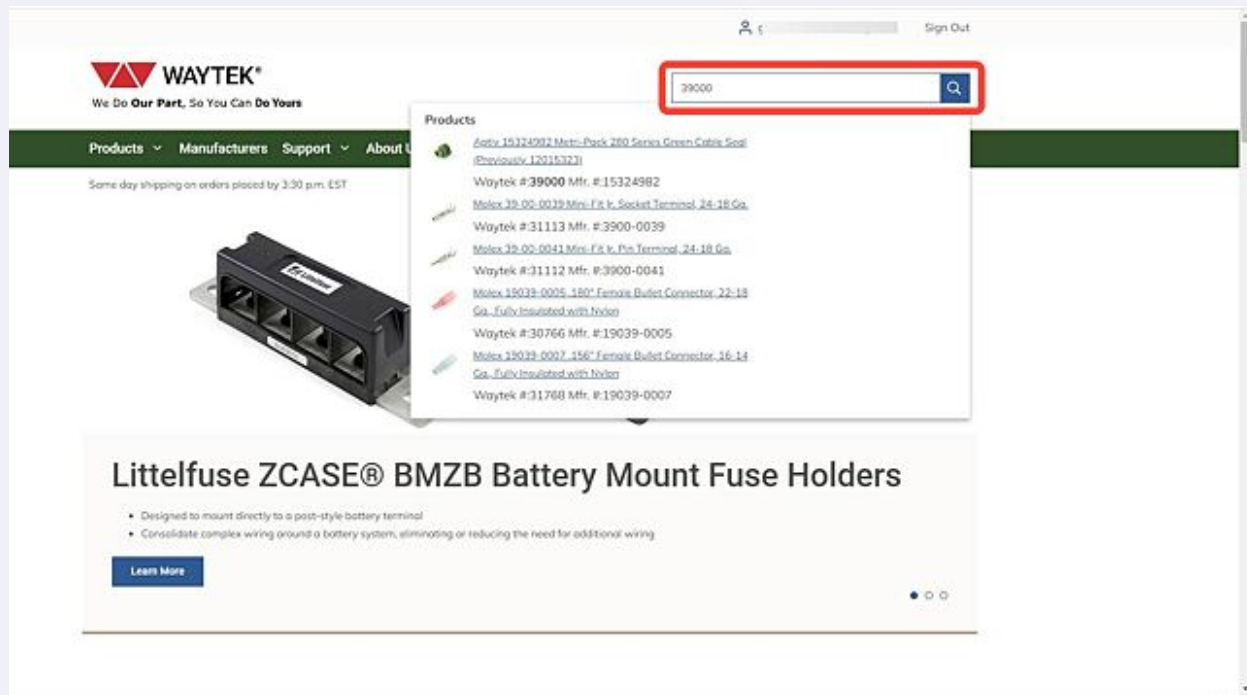 Sign Out
WAYTEK®
We Do Our Part, So You Can Do Yours
39000
Products
Manufacturers
Support
About U
Same day shipping on orders placed by 3:30 p.m. EST
Products
Aptiv 15324982 Metri-Pack 280 Series Green Cable Seal
(Previously 12015323)
Waytek #:39000 Mfr. #:15324982
Molex 39-00-0039 Mini-Fit Jr. Socket Terminal, 24-18 Ga.
Waytek #:31113 Mfr. #:3900-0039
Molex 39-00-0041 Mini-Fit Jr. Pin Terminal, 24-18 Ga.
Waytek #:31112 Mfr. #:3900-0041
Molex 19039-0005 .180" Female Bullet Connector, 22-18
Ga., Fully Insulated with Nylon
Waytek #:30766 Mfr. #:19039-0005
Molex 19039-0007 .156" Female Bullet Connector, 16-14
Ga., Fully Insulated with Nylon
Waytek #:31768 Mfr. #:19039-0007
Littelfuse
Littelfuse ZCASE® BMZB Battery Mount Fuse Holders
• Designed to mount directly to a post-style battery terminal
• Consolidate complex wiring around a battery system, eliminating or reducing the need for additional wiring
Learn More